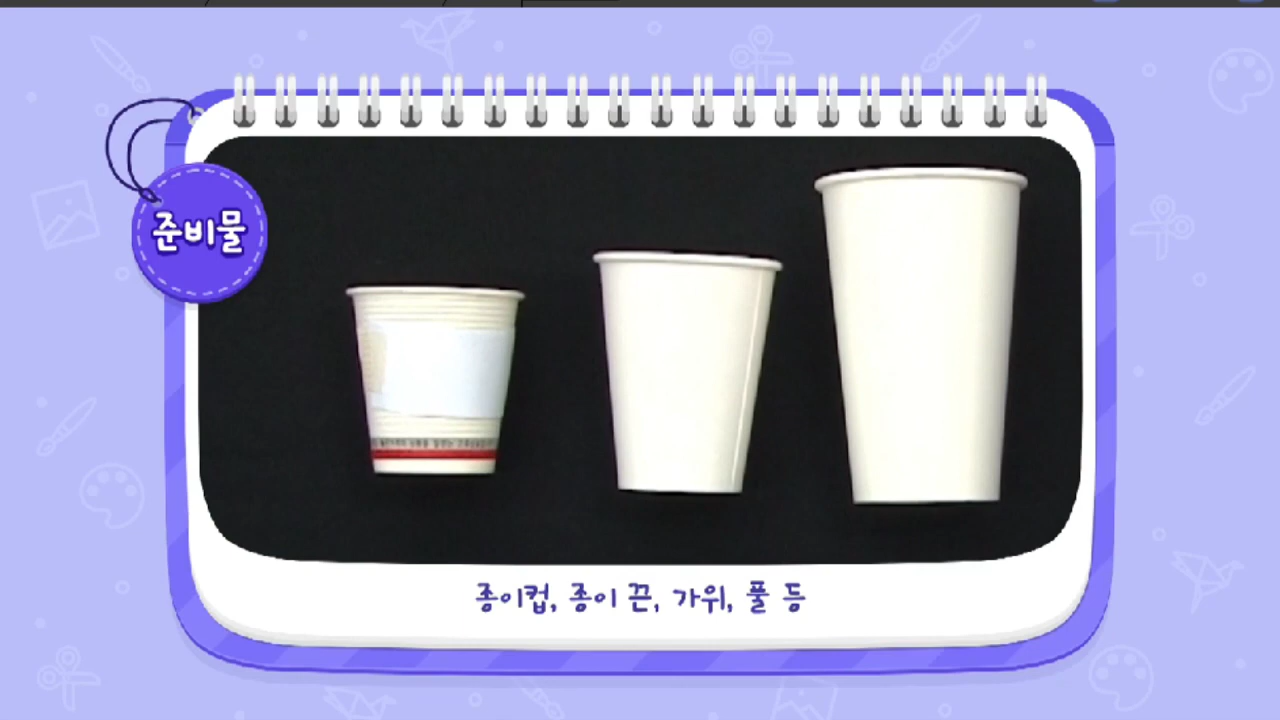 준비물
종이컵, 종이 끈, 가위, 풀 등